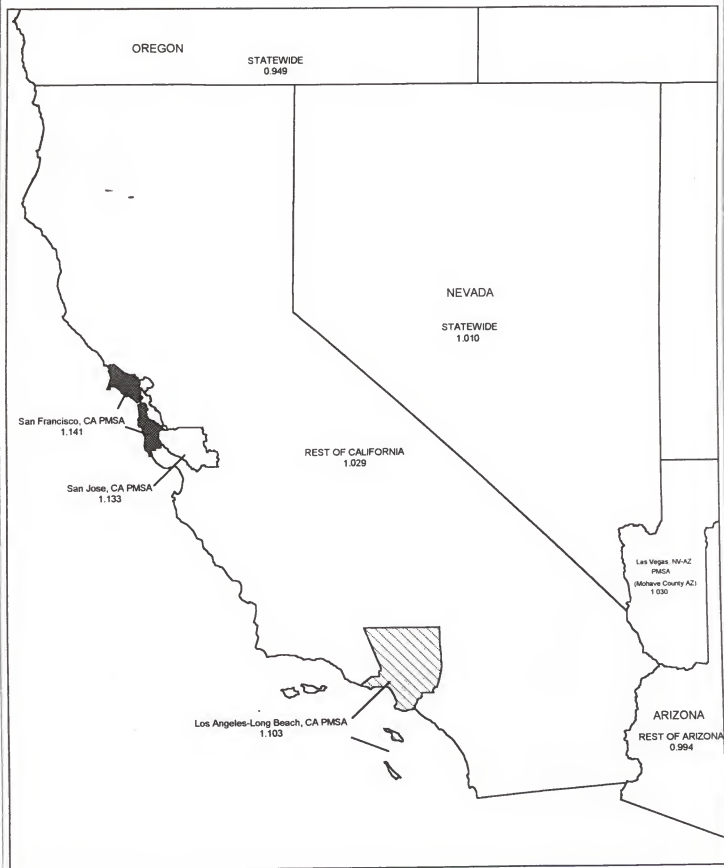 OREGON
STATEWIDE
0.949
NEVADA
STATEWIDE
1.010
San Francisco, CA PMSA
1.141
REST OF CALIFORNIA
1.029
San Jose, CA PMSA
1.133
Las Vegas, NV-AZ
PMSA
(Mohave County AZ)
1.030
Los Angeles-Long Beach, CA PMSA
1.103
ARIZONA
REST OF ARIZONA
0.994